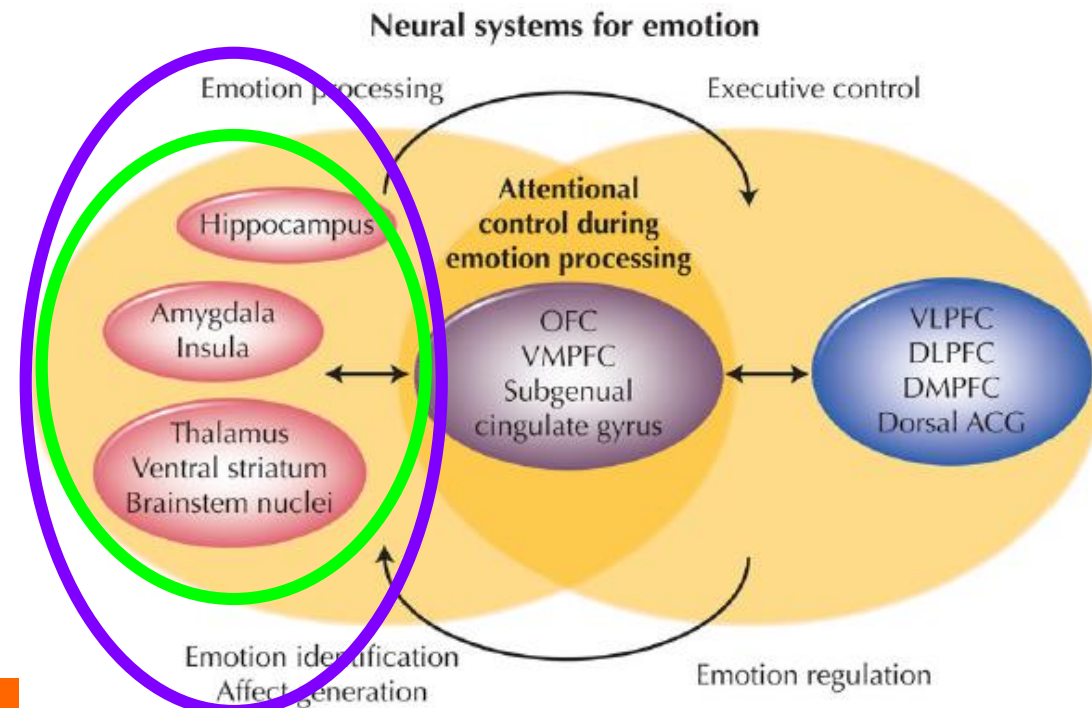 Neural systems for emotion
Emotion processing
Executive control
Hippocampus
Attentional
control during
emotion processing
Amygdala
Insula
OFC
VMPFC
Subgenual
cingulate gyrus
VLPFC
DLPFC
DMPFC
Dorsal ACG
Thalamus
Ventral striatum
Brainstem nuclei
Emotion identification
Affect generation
Emotion regulation